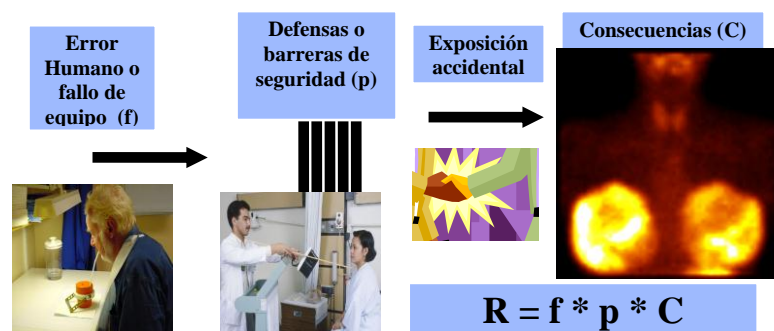 Error
Humano o
fallo de
equipo (f)
Defensas o
barreras de
seguridad (p)
Exposición
accidental
Consecuencias (C)
R = f * p * C